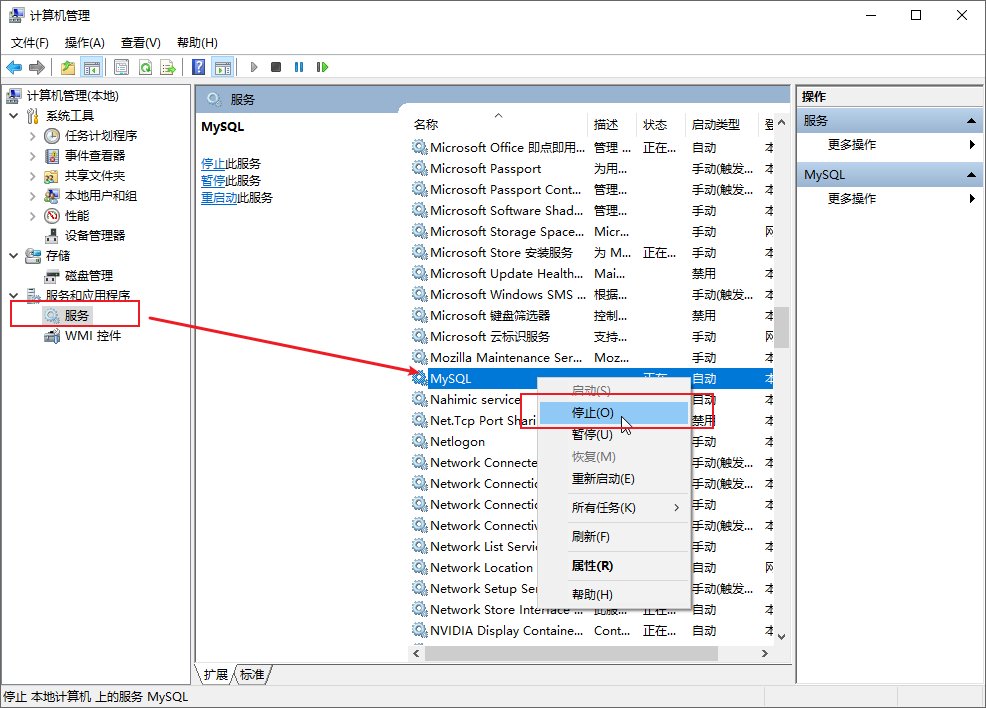 计算机管理
文件(F) 操作(A) 查看(V) 帮助(H)
计算机管理(本地)
系统工具
任务计划程序
事件查看器
共享文件夹
本地用户和组
性能
设备管理器
存储
磁盘管理
服务和应用程序
服务
WMI 控件
服务
MySQL
停止此服务
暂停此服务
重启动此服务
名称 描述 状态 启动类型
Microsoft Office 即点即用... 管理 ... 正在... 自动 本
Microsoft Passport 为用... 手动(触发... 本
Microsoft Passport Cont... 管理... 手动(触发... 本
Microsoft Software Shad... 管理... 手动 本
Microsoft Storage Space... Micr... 手动 网
Microsoft Store 安装服务 为 M... 正在... 手动 本
Microsoft Update Health... Mai... 禁用 本
Microsoft Windows SMS ... 根据... 手动(触发... 本
Microsoft 键盘筛选器 控制... 禁用 本
Microsoft 云标识服务 支持... 手动 网
Mozilla Maintenance Ser... Moz... 手动 本
MySQL 正在... 自动 本
Nahimic service 自动 本
Net.Tcp Port Shari 禁用 本
Netlogon 手动 本
Network Connecte 手动(触发... 本
Network Connectic 手动(触发... 本
Network Connectic 手动 本
Network Connectiv 手动(触发... 本
Network List Servic 手动 本
Network Location 自动 网
Network Setup Ser 手动(触发... 本
Network Store Interface ... 此服... 正在... 自动 本
NVIDIA Display Containe... Cont... 正在... 自动 本
启动(S)
停止(O)
暂停(U)
恢复(M)
重新启动(E)
所有任务(K)
刷新(F)
属性(R)
帮助(H)
扩展 标准
操作
服务
更多操作
MySQL
更多操作
停止 本地计算机 上的服务 MySQL